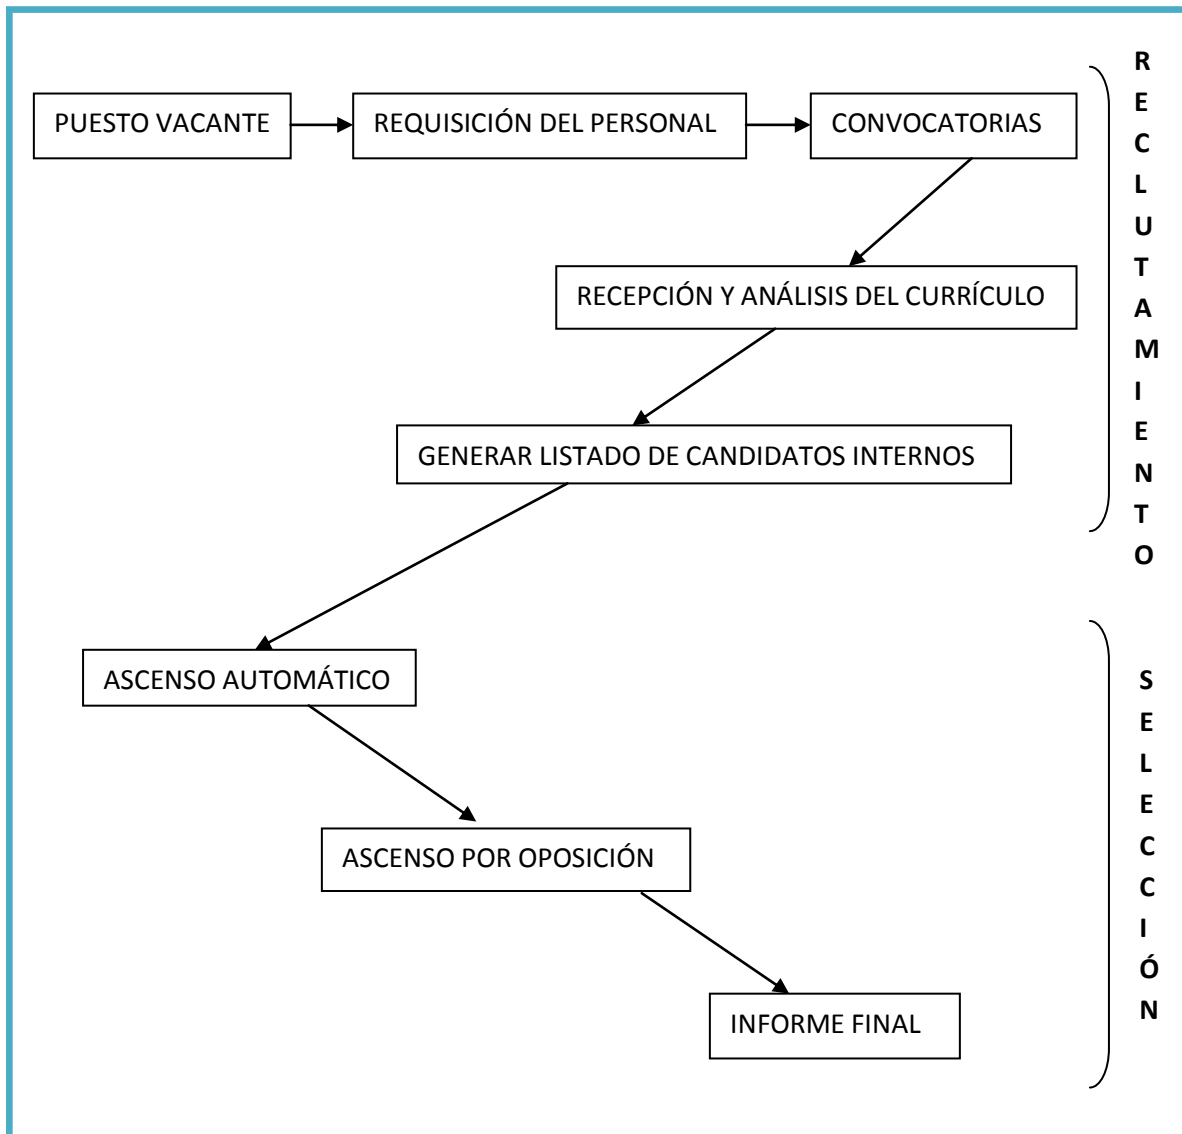 PUESTO VACANTE
REQUISICIÓN DEL PERSONAL
CONVOCATORIAS
RECEPCIÓN Y ANÁLISIS DEL CURRÍCULO
GENERAR LISTADO DE CANDIDATOS INTERNOS
RECLUTAMIENTO
ASCENSO AUTOMÁTICO
ASCENSO POR OPOSICIÓN
INFORME FINAL
SELECCIÓN